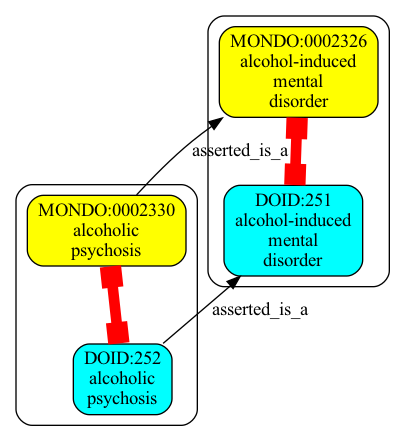 MONDO:0002326
alcohol-induced
mental
disorder
asserted_is_a
DOID:251
alcohol-induced
mental
disorder
MONDO:0002330
alcoholic
psychosis
asserted_is_a
DOID:252
alcoholic
psychosis